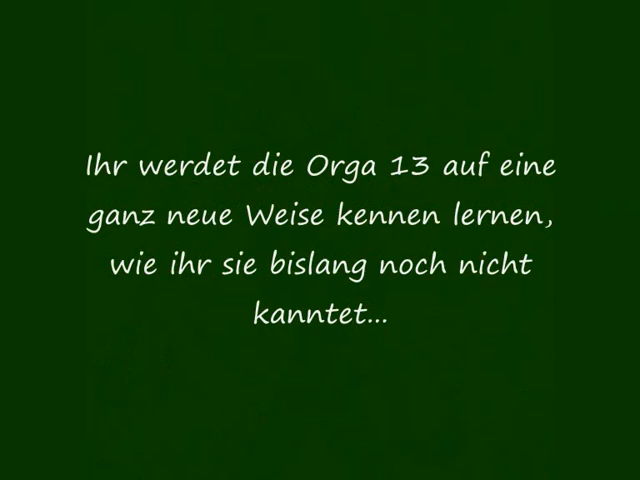 Ihr werdet die Orga 13 auf eine
ganz neue Weise kennen lernen,
wie ihr sie bislang noch nicht
kanntet...